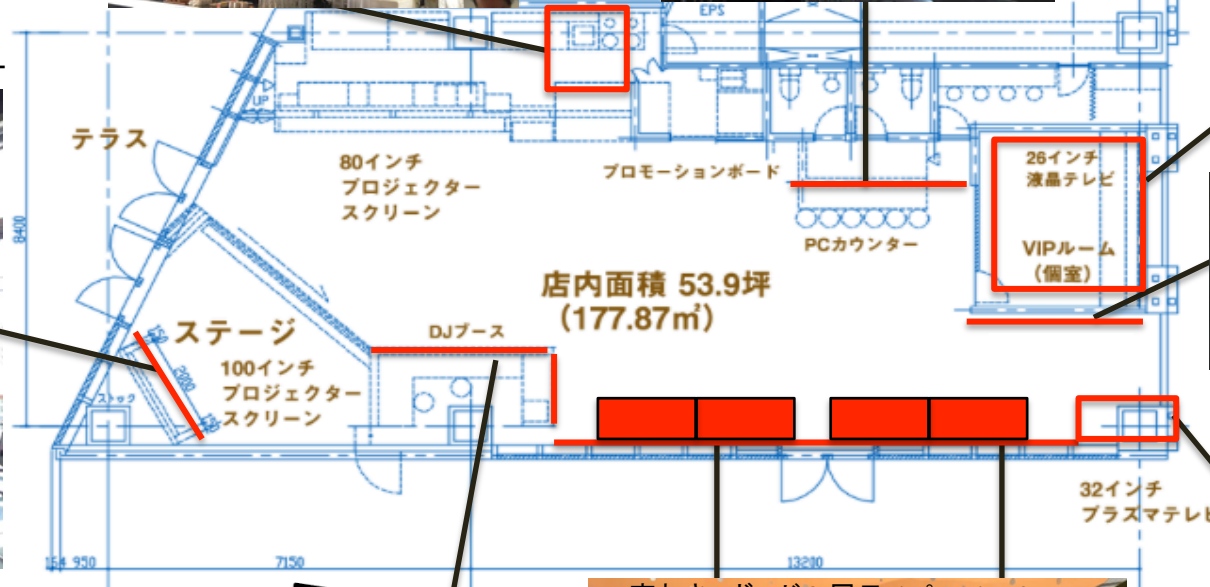 EPS
UP
テラス
80インチ
プロジェクター
スクリーン
プロモーションボード
26インチ
液晶テレビ
VIPルーム
（個室）
PCカウンター
8400
店内面積 53.9坪
（177.87㎡）
ステージ
DJブース
100インチ
プロジェクター
スクリーン
2900
ストック
32インチ
プラズマテレビ
164 950
7150
13200